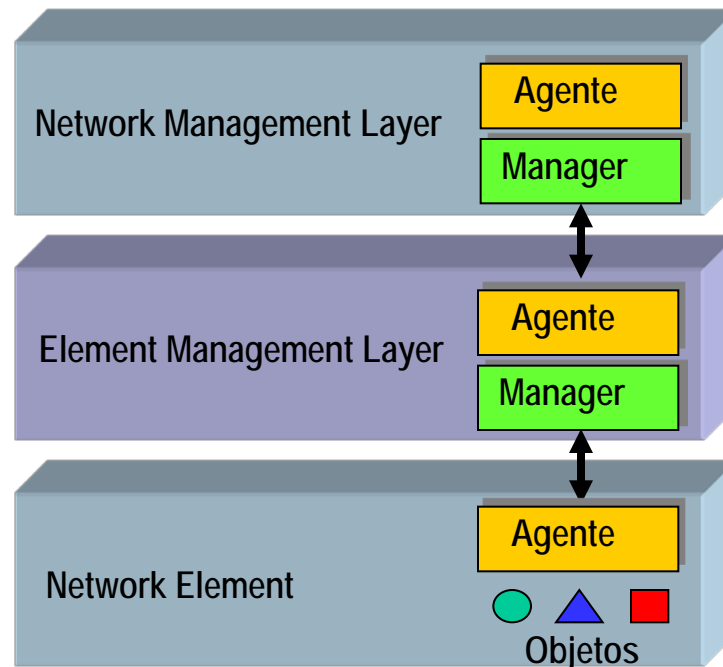 Agente
Network Management Layer
Manager
Agente
Element Management Layer
Manager
Agente
Network Element
Objetos